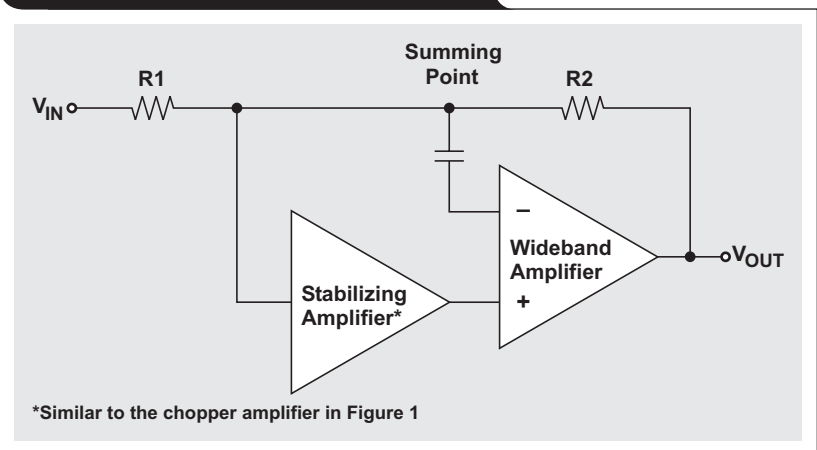 Summing
Point
R1
R2
VIN
–
Wideband
Amplifier
+
VOUT
Stabilizing
Amplifier*
*Similar to the chopper amplifier in Figure 1